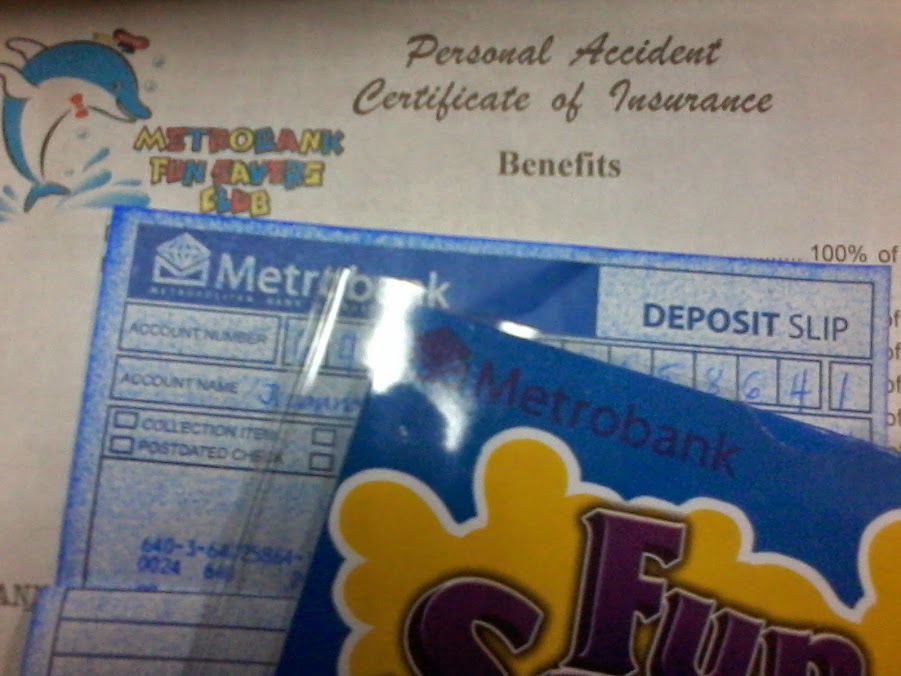 Personal Accident
Certificate of Insurance
Benefits
METROBANK
FUN SAVERS
CLUB
100% of
Metrobank
METROPOLITAN BANK
DEPOSIT SLIP
ACCOUNT NUMBER
5 8 6 4 1
ACCOUNT NAME
COLLECTION ITEM
POSTDATED CHECK
Metrobank
0024
Fun